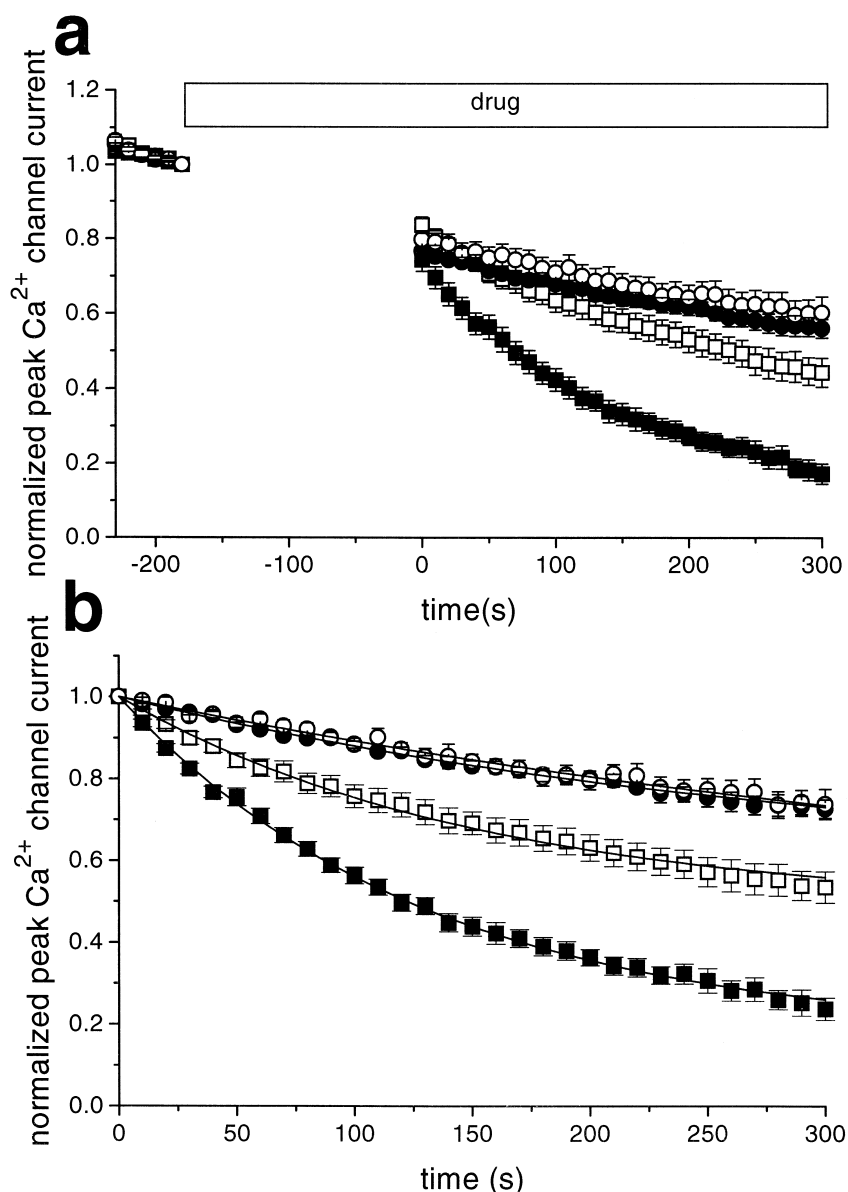 a
normalized peak Ca2+ channel current
drug
1.2
1.0
0.8
0.6
0.4
0.2
0.0
-200 -100 0 100 200 300
time(s)
b
normalized peak Ca2+ channel current
1.0
0.8
0.6
0.4
0.2
0.0
0 50 100 150 200 250 300
time (s)